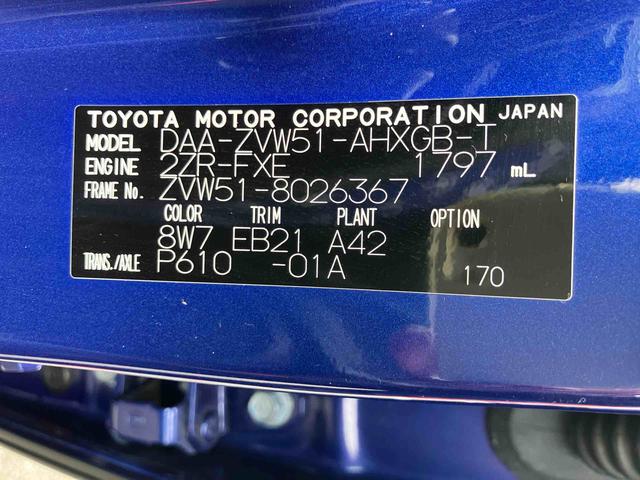 TOYOTA MOTOR CORPORATION JAPAN
MODEL DAA-ZVW51-AHXGB-T
ENGINE 2ZR-FXE 1797 mL
FRAME No. ZVW51-8026367
COLOR TRIM PLANT OPTION
8W7 EB21 A42
TRANS./AXLE P610 -01A 170